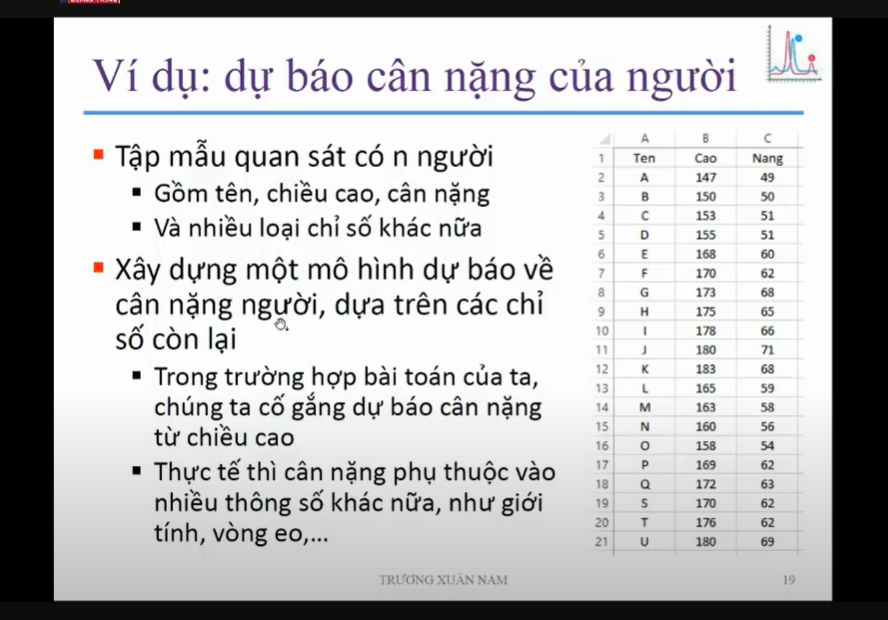 Ví dụ: dự báo cân nặng của người
Tập mẫu quan sát có n người
Gồm tên, chiều cao, cân nặng
Và nhiều loại chỉ số khác nữa
Xây dựng một mô hình dự báo về
cân nặng người, dựa trên các chỉ
số còn lại
Trong trường hợp bài toán của ta,
chúng ta cố gắng dự báo cân nặng
từ chiều cao
Thực tế thì cân nặng phụ thuộc vào
nhiều thông số khác nữa, như giới
tính, vòng eo,...
A B C
1 Ten Cao Nang
2 A 147 49
3 B 150 50
4 C 153 51
5 D 155 51
6 E 168 60
7 F 170 62
8 G 173 68
9 H 175 65
10 I 178 66
11 J 180 71
12 K 183 68
13 L 165 59
14 M 163 58
15 N 160 56
16 O 158 54
17 P 169 62
18 Q 172 63
19 S 170 62
20 T 176 62
21 U 180 69
TRƯƠNG XUÂN NAM 19